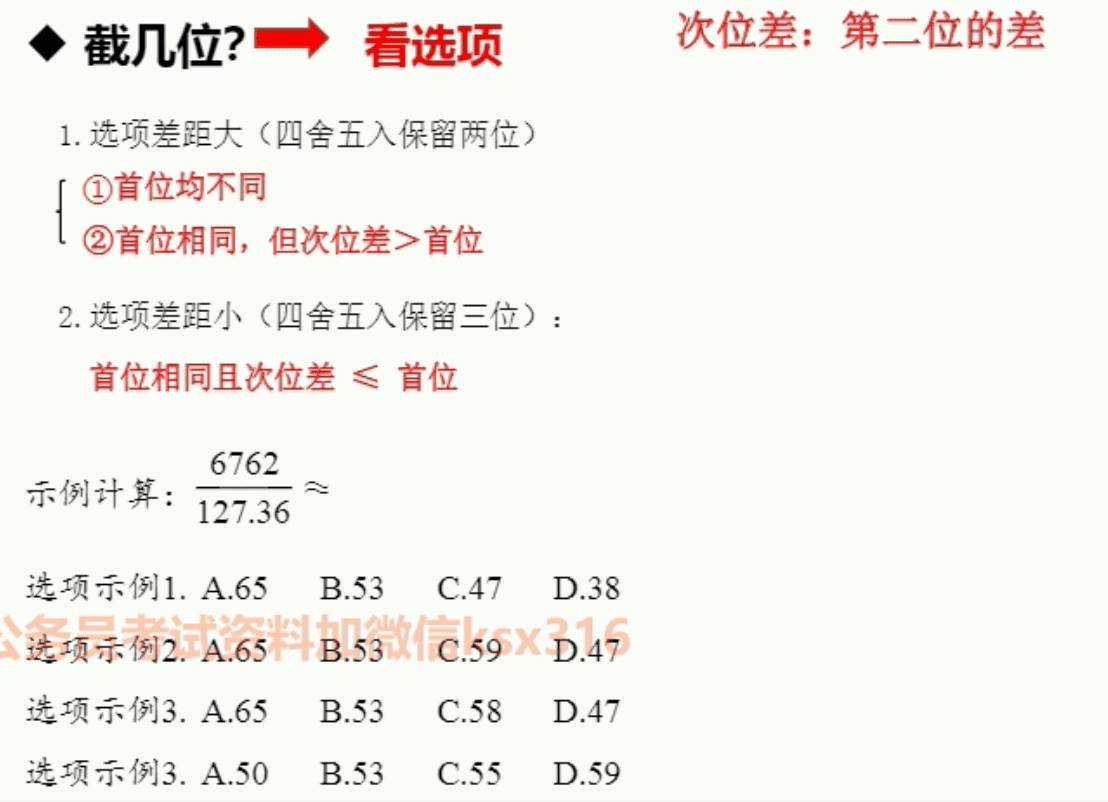 ◆ 截几位? 看选项
次位差：第二位的差
1.选项差距大（四舍五入保留两位）
①首位均不同
②首位相同，但次位差＞首位
2.选项差距小（四舍五入保留三位）：
首位相同且次位差 ≤ 首位
示例计算：6762/127.36 ≈
选项示例1. A.65 B.53 C.47 D.38
公务员考试资料加微信ksx316
选项示例2. A.65 B.53 C.59 D.47
选项示例3. A.65 B.53 C.58 D.47
选项示例3. A.50 B.53 C.55 D.59